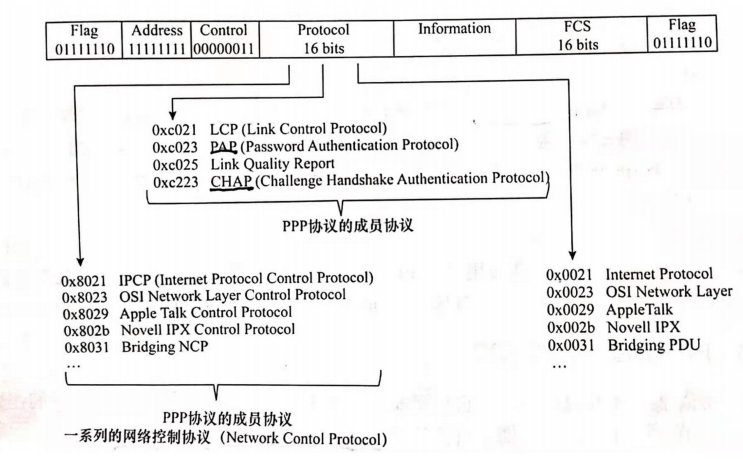 Flag Address Control Protocol Information FCS Flag
01111110 11111111 00000011 16 bits 16 bits 01111110
0xc021 LCP (Link Control Protocol)
0xc023 PAP (Password Authentication Protocol)
0xc025 Link Quality Report
0xc223 CHAP (Challenge Handshake Authentication Protocol)
PPP协议的成员协议
0x8021 IPCP (Internet Protocol Control Protocol)
0x8023 OSI Network Layer Control Protocol
0x8029 Apple Talk Control Protocol
0x802b Novell IPX Control Protocol
0x8031 Bridging NCP
…
0x0021 Internet Protocol
0x0023 OSI Network Layer
0x0029 AppleTalk
0x002b Novell IPX
0x0031 Bridging PDU
…
PPP协议的成员协议
一系列的网络控制协议（Network Contol Protocol）